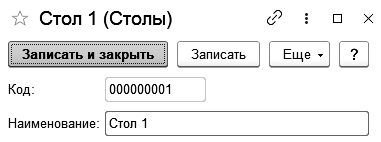 Стол 1 (Столы)
Записать и закрыть Записать Еще ?
Код: 000000001
Наименование: Стол 1